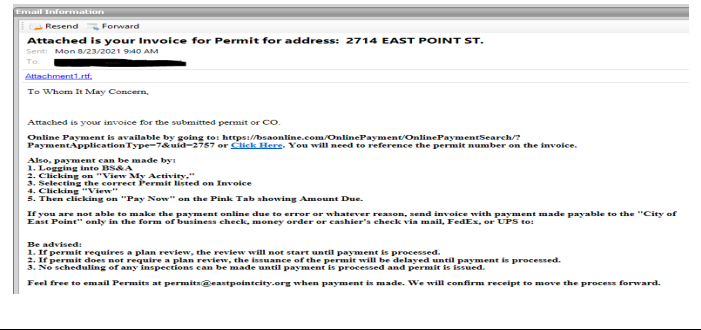 Email Information
Resend Forward
Attached is your Invoice for Permit for address: 2714 EAST POINT ST.
Sent: Mon 8/23/2021 9:40 AM
To:
Attachment1.rtf;
To Whom It May Concern,
Attached is your invoice for the submitted permit or CO.
Online Payment is available by going to: https://bsaonline.com/OnlinePayment/OnlinePaymentSearch/?
PaymentApplicationType=7&uid=2757 or Click Here. You will need to reference the permit number on the invoice.
Also, payment can be made by:
1. Logging into BS&A
2. Clicking on "View My Activity,"
3. Selecting the correct Permit listed on Invoice
4. Clicking "View"
5. Then clicking on "Pay Now" on the Pink Tab showing Amount Due.
If you are not able to make the payment online due to error or whatever reason, send invoice with payment made payable to the "City of
East Point" only in the form of business check, money order or cashier's check via mail, FedEx, or UPS to:
Be advised:
1. If permit requires a plan review, the review will not start until payment is processed.
2. If permit does not require a plan review, the issuance of the permit will be delayed until payment is processed.
3. No scheduling of any inspections can be made until payment is processed and permit is issued.
Feel free to email Permits at permits@eastpointcity.org when payment is made. We will confirm receipt to move the process forward.